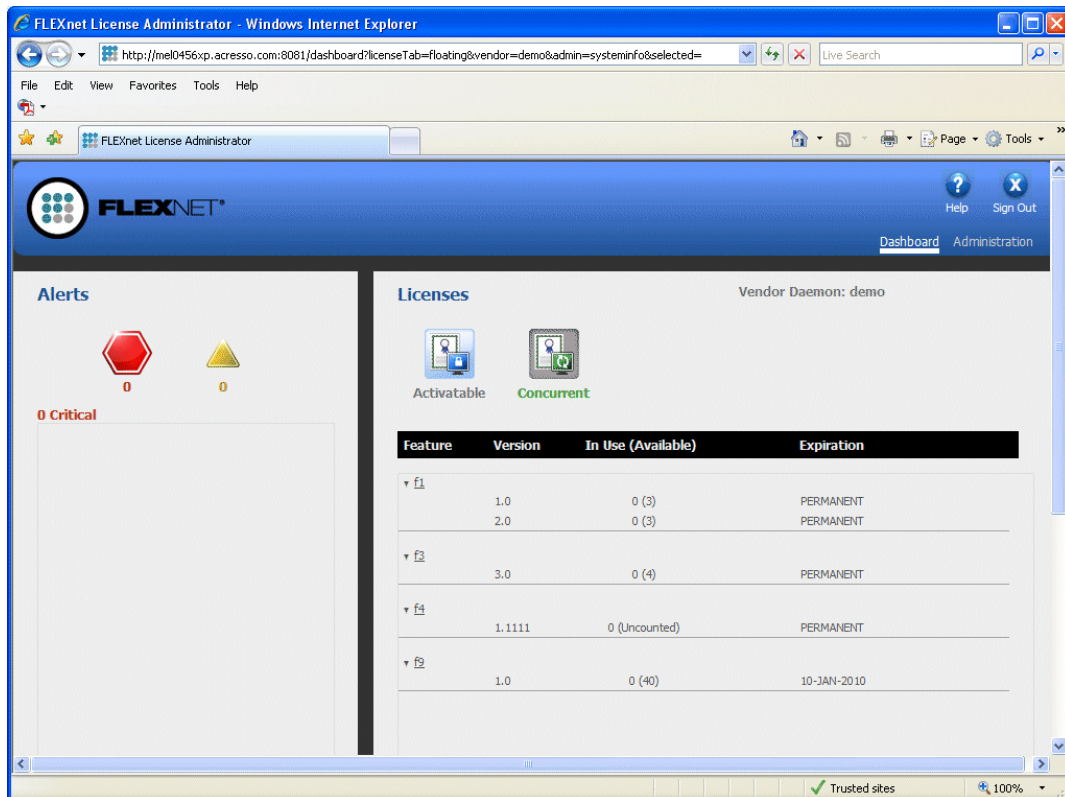 FLEXnet License Administrator - Windows Internet Explorer
http://mel0456xp.acresso.com:8081/dashboard?licenseTab=floating&vendor=demo&admin=systeminfo&selected=
Live Search
File Edit View Favorites Tools Help
FLEXnet License Administrator
Page Tools
FLEXNET®
Help Sign Out
Dashboard Administration
Alerts
0 0
0 Critical
Licenses
Vendor Daemon: demo
Activatable Concurrent
Feature Version In Use (Available) Expiration
f1
1.0 0 (3) PERMANENT
2.0 0 (3) PERMANENT
f3
3.0 0 (4) PERMANENT
f4
1.1111 0 (Uncounted) PERMANENT
f9
1.0 0 (40) 10-JAN-2010
Trusted sites 100%